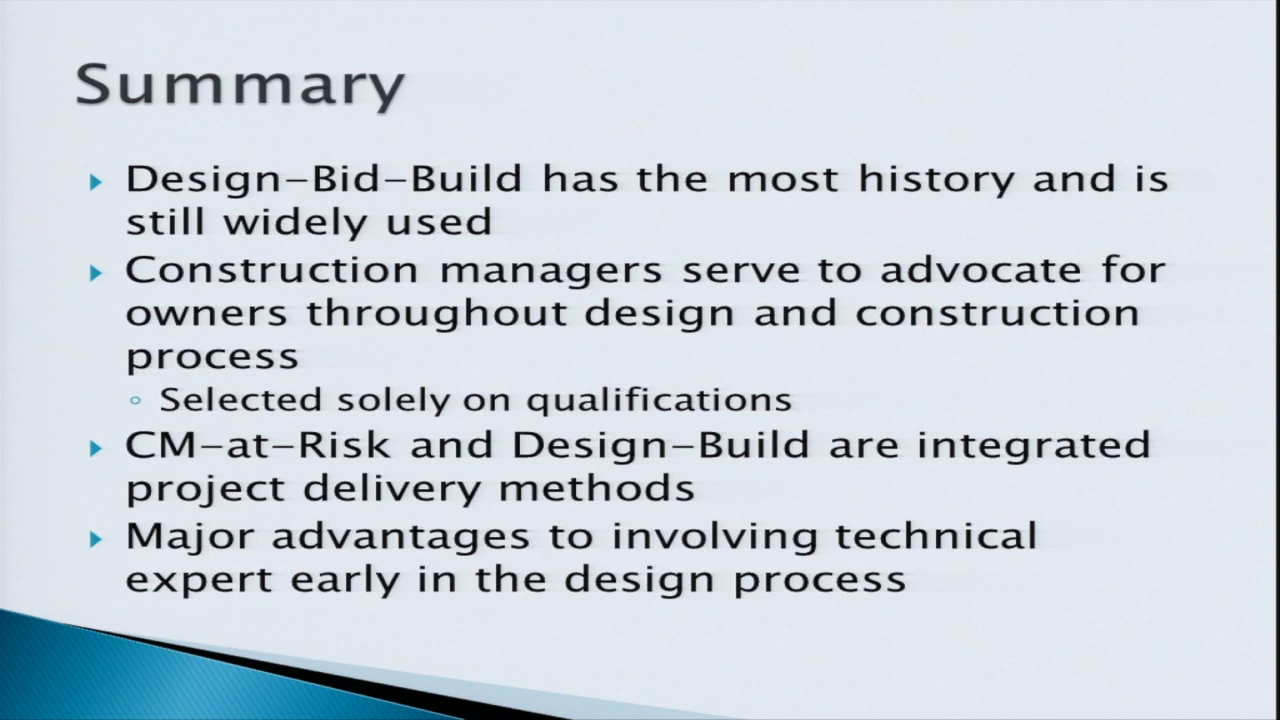 Summary
Design-Bid-Build has the most history and is
still widely used
Construction managers serve to advocate for
owners throughout design and construction
process
Selected solely on qualifications
CM-at-Risk and Design-Build are integrated
project delivery methods
Major advantages to involving technical
expert early in the design process